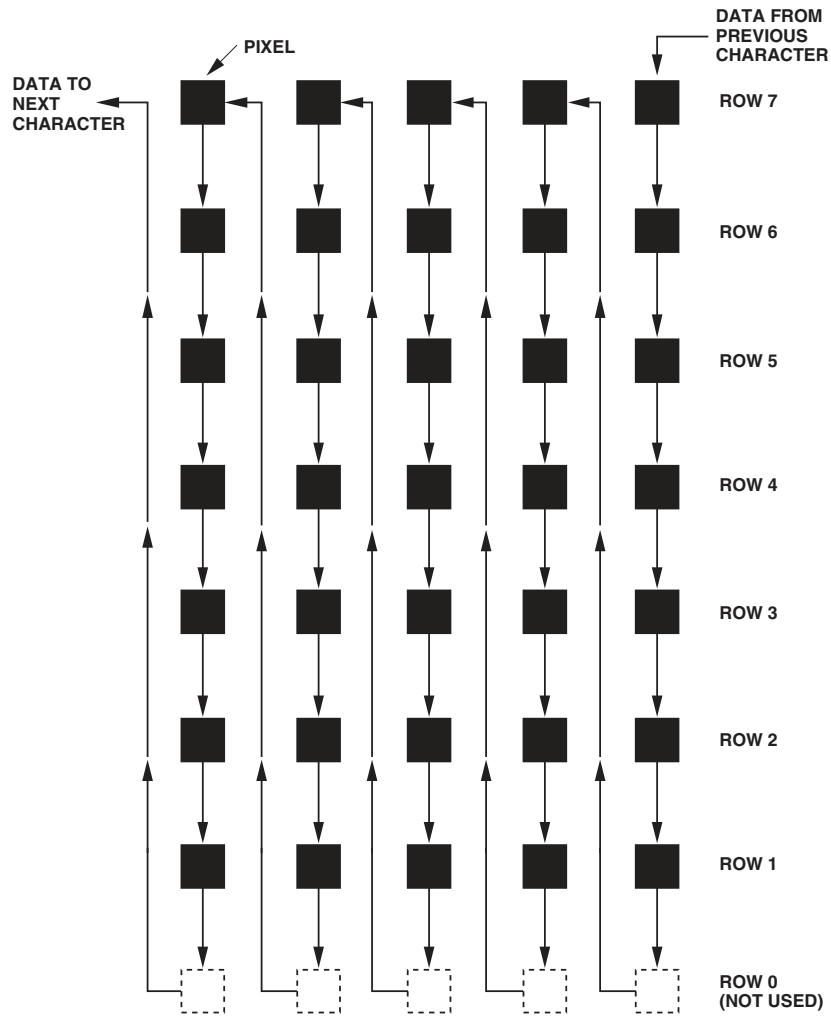 DATA FROM
PREVIOUS
CHARACTER
PIXEL
DATA TO
NEXT
CHARACTER
ROW 7
ROW 6
ROW 5
ROW 4
ROW 3
ROW 2
ROW 1
ROW 0
(NOT USED)